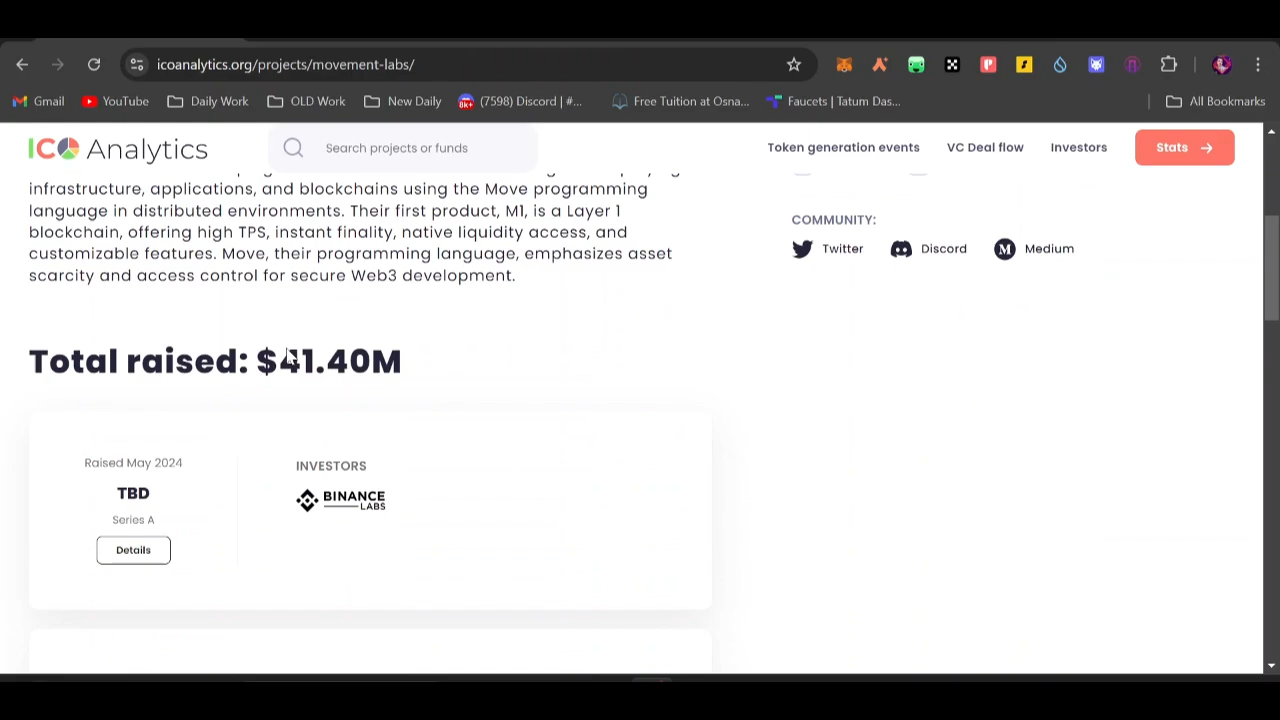 icoanalytics.org/projects/movement-labs/
Gmail
YouTube
Daily Work
OLD Work
New Daily
8K+
(7598) Discord | #...
Free Tuition at Osna...
Faucets | Tatum Das...
All Bookmarks
ICO Analytics
Search projects or funds
Token generation events
VC Deal flow
Investors
Stats
infrastructure, applications, and blockchains using the Move programming
language in distributed environments. Their first product, M1, is a Layer 1
blockchain, offering high TPS, instant finality, native liquidity access, and
customizable features. Move, their programming language, emphasizes asset
scarcity and access control for secure Web3 development.
COMMUNITY:
Twitter
Discord
Medium
Total raised: $41.40M
Raised May 2024
TBD
Series A
Details
INVESTORS
BINANCE
LABS